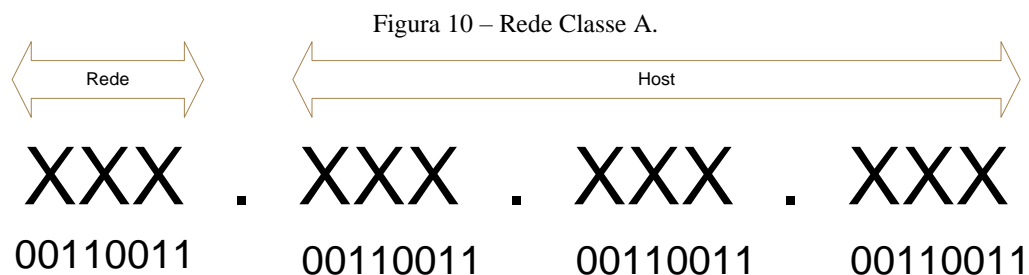 Figura 10 – Rede Classe A.
Rede Host
XXX . XXX . XXX . XXX
00110011 00110011 00110011 00110011